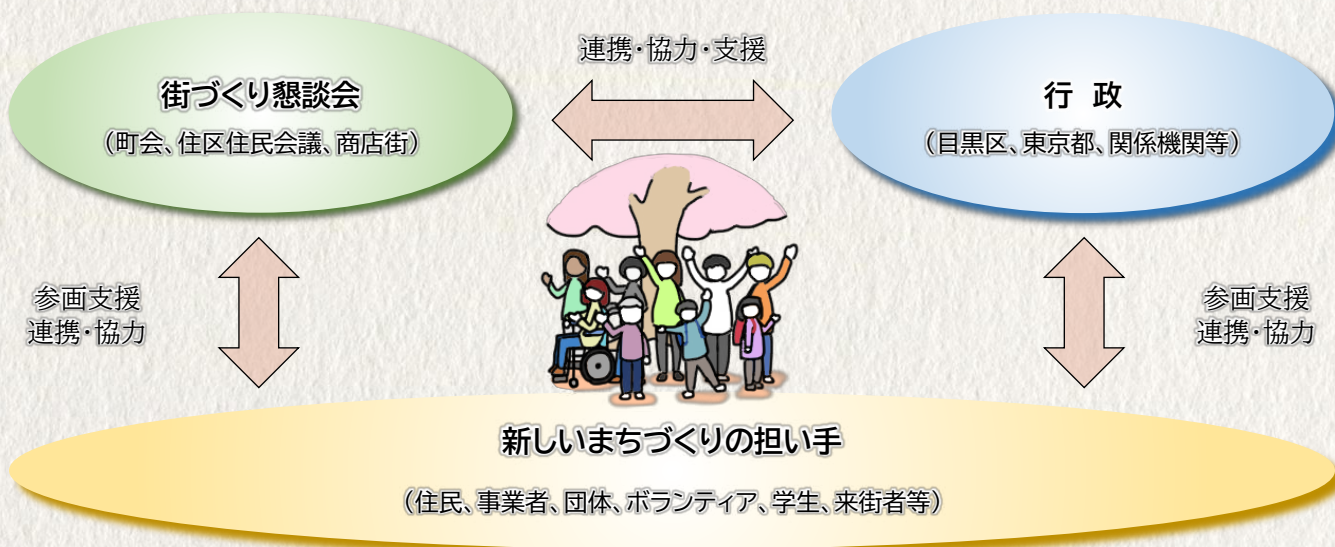 連携・協力・支援
街づくり懇談会
（町会、住区住民会議、商店街）
行 政
（目黒区、東京都、関係機関等）
参画支援
連携・協力
参画支援
連携・協力
新しいまちづくりの担い手
（住民、事業者、団体、ボランティア、学生、来街者等）